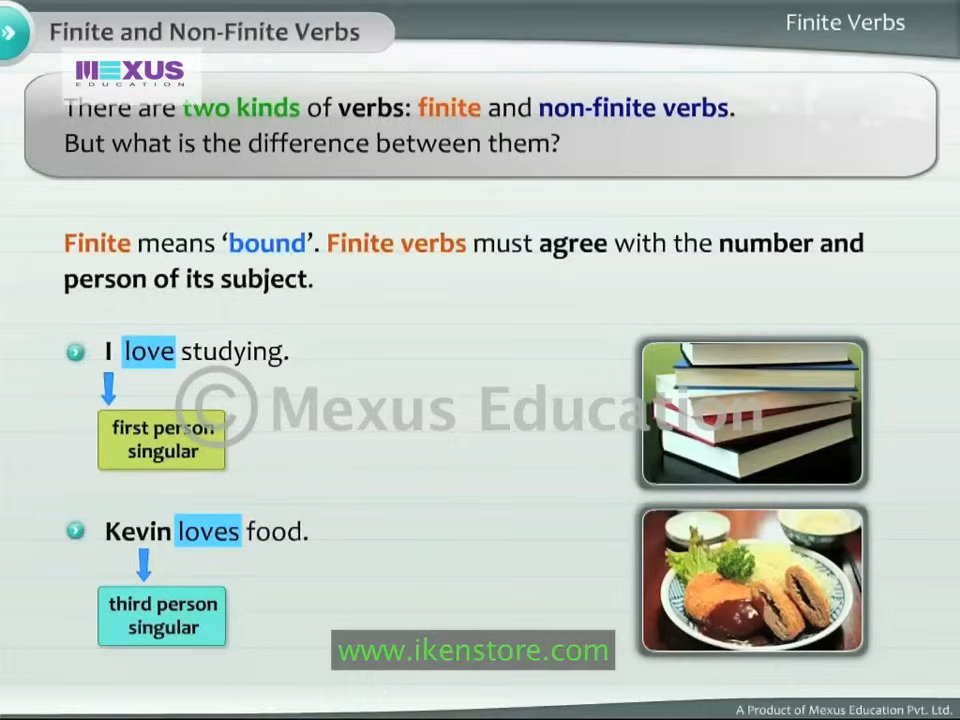 Finite and Non-Finite Verbs
Finite Verbs
MEXUS
EDUCATION
There are two kinds of verbs: finite and non-finite verbs.
But what is the difference between them?
Finite means ‘bound’. Finite verbs must agree with the number and
person of its subject.
I love studying.
© Mexus Education
first person
singular
Kevin loves food.
third person
singular
www.ikenstore.com
A Product of Mexus Education Pvt. Ltd.